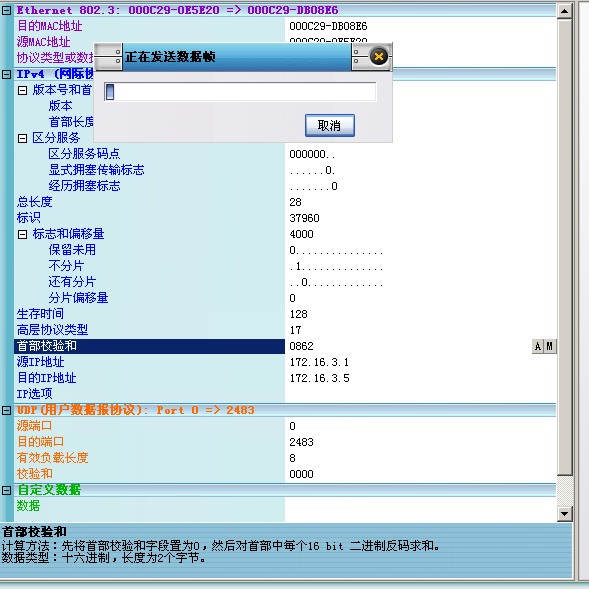 Ethernet 802.3: 000C29-0E5E20 => 000C29-DB08E6
目的MAC地址 000C29-DB08E6
源MAC地址 000C29-0E5E20
协议类型或数据
正在发送数据帧
取消
IPv4 (网际协
版本号和首
版本
首部长度
区分服务
区分服务码点 000000..
显式拥塞传输标志 ......0.
经历拥塞标志 .......0
总长度 28
标识 37960
标志和偏移量 4000
保留未用 0...............
不分片 .1..............
还有分片 ..0.............
分片偏移量 0
生存时间 128
高层协议类型 17
首部校验和 0862 A M
源IP地址 172.16.3.1
目的IP地址 172.16.3.5
IP选项
UDP(用户数据报协议): Port 0 => 2483
源端口 0
目的端口 2483
有效负载长度 8
校验和 0000
自定义数据
数据
首部校验和
计算方法：先将首部校验和字段置为0，然后对首部中每个16 bit 二进制反码求和。
数据类型：十六进制，长度为2个字节。